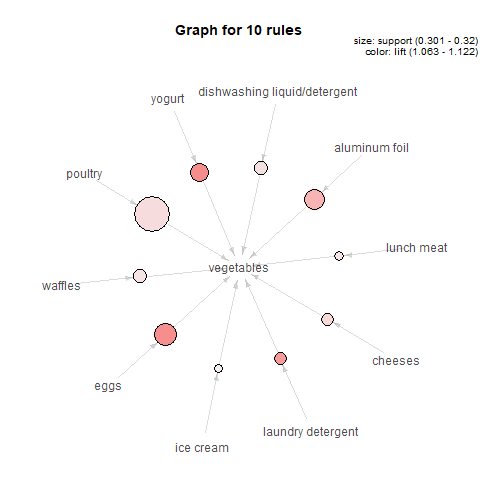 Graph for 10 rules
size: support (0.301 - 0.32)
color: lift (1.063 - 1.122)
dishwashing liquid/detergent
yogurt
aluminum foil
poultry
lunch meat
vegetables
waffles
cheeses
eggs
laundry detergent
ice cream